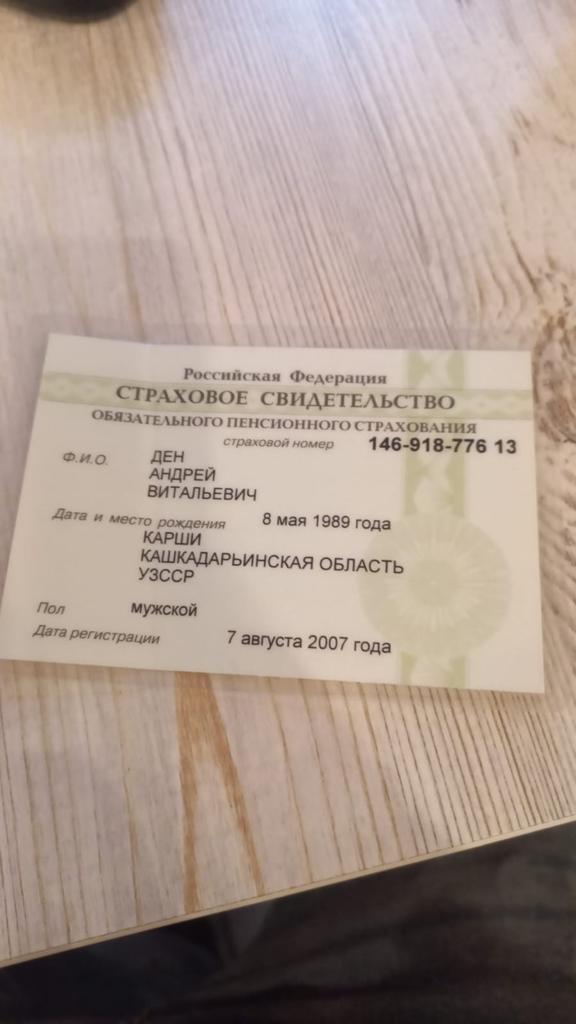 Российская Федерация
СТРАХОВОЕ СВИДЕТЕЛЬСТВО
ОБЯЗАТЕЛЬНОГО ПЕНСИОННОГО СТРАХОВАНИЯ
страховой номер 146-918-776 13
Ф.И.О. ДЕН
АНДРЕЙ
ВИТАЛЬЕВИЧ
Дата и место рождения 8 мая 1989 года
КАРШИ
КАШКАДАРЬИНСКАЯ ОБЛАСТЬ
УЗССР
Пол мужской
Дата регистрации 7 августа 2007 года